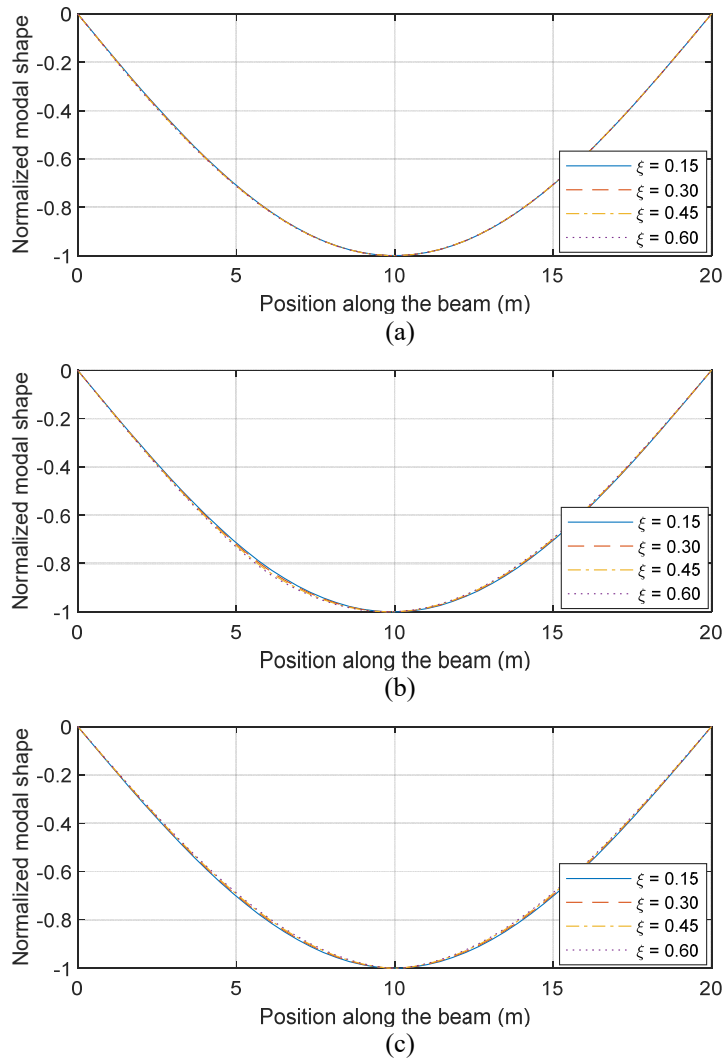 0
-0.2
-0.4
-0.6
-0.8
-1
Normalized modal shape
ξ = 0.15
ξ = 0.30
ξ = 0.45
ξ = 0.60
0 5 10 15 20
Position along the beam (m)
(a)
0
-0.2
-0.4
-0.6
-0.8
-1
Normalized modal shape
ξ = 0.15
ξ = 0.30
ξ = 0.45
ξ = 0.60
0 5 10 15 20
Position along the beam (m)
(b)
0
-0.2
-0.4
-0.6
-0.8
-1
Normalized modal shape
ξ = 0.15
ξ = 0.30
ξ = 0.45
ξ = 0.60
0 5 10 15 20
Position along the beam (m)
(c)